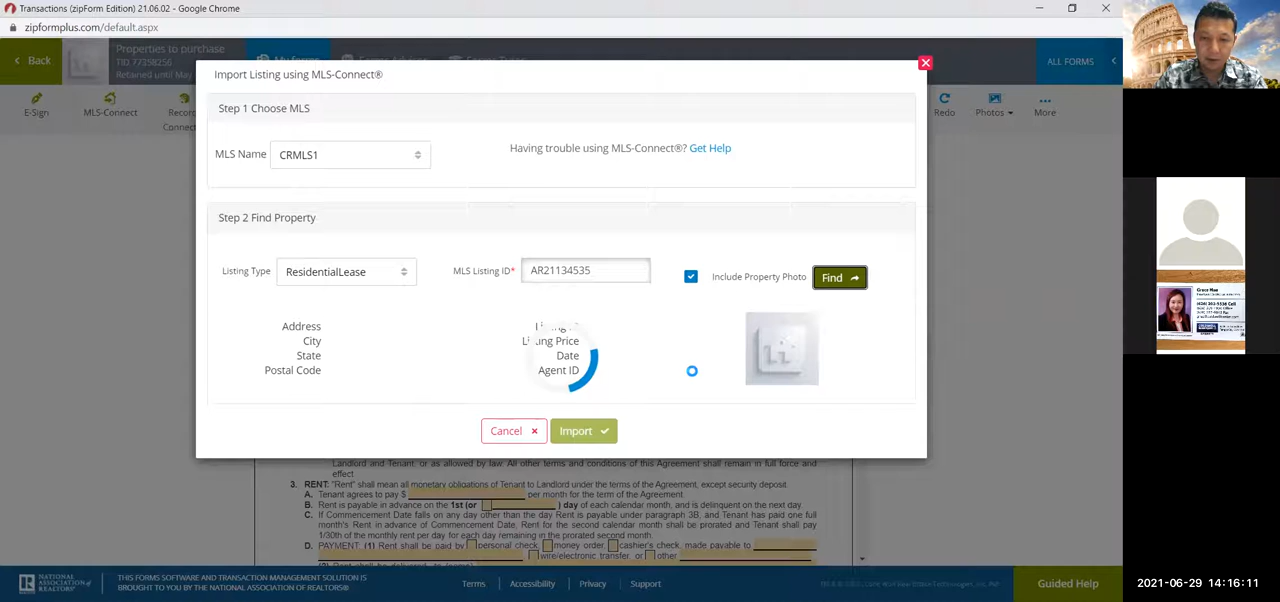 Transactions (zipForm Edition) 21.06.02 - Google Chrome
zipformplus.com/default.aspx
Back
Properties to purchase
TID 77258256
Retained until May
ALL FORMS
E-Sign
MLS-Connect
Record
Connect
Redo
Photos
More
Import Listing using MLS-Connect®
Step 1 Choose MLS
MLS Name
CRMLS1
Having trouble using MLS-Connect®? Get Help
Step 2 Find Property
Listing Type
ResidentialLease
MLS Listing ID*
AR21134535
Include Property Photo
Find
Address
City
State
Postal Code
Listing Price
Date
Agent ID
Cancel
Import
Landlord and Tenant, or as allowed by law. All other terms and conditions of this Agreement shall remain in full force and
effect
3. RENT: "Rent" shall mean all monetary obligations of Tenant to Landlord under the terms of the Agreement, except security deposit
A. Tenant agrees to pay $ per month for the term of the Agreement
B. Rent is payable in advance on the 1st (or ) day of each calendar month, and is delinquent on the next day
C. If Commencement Date falls on any day other than the day Rent is payable under paragraph 3B, and Tenant has paid one full
month's Rent in advance of Commencement Date, Rent for the second calendar month shall be prorated and Tenant shall pay
1/30th of the monthly rent per day for each day remaining in the prorated second month.
D. PAYMENT: (1) Rent shall be paid by personal check, money order, cashier's check, made payable to
wire/electronic transfer, or other
NATIONAL
ASSOCIATION of
REALTORS®
THIS FORMS SOFTWARE AND TRANSACTION MANAGEMENT SOLUTION IS
BROUGHT TO YOU BY THE NATIONAL ASSOCIATION OF REALTORS®
Terms
Accessibility
Privacy
Support
Guided Help
2021-06-29 14:16:11